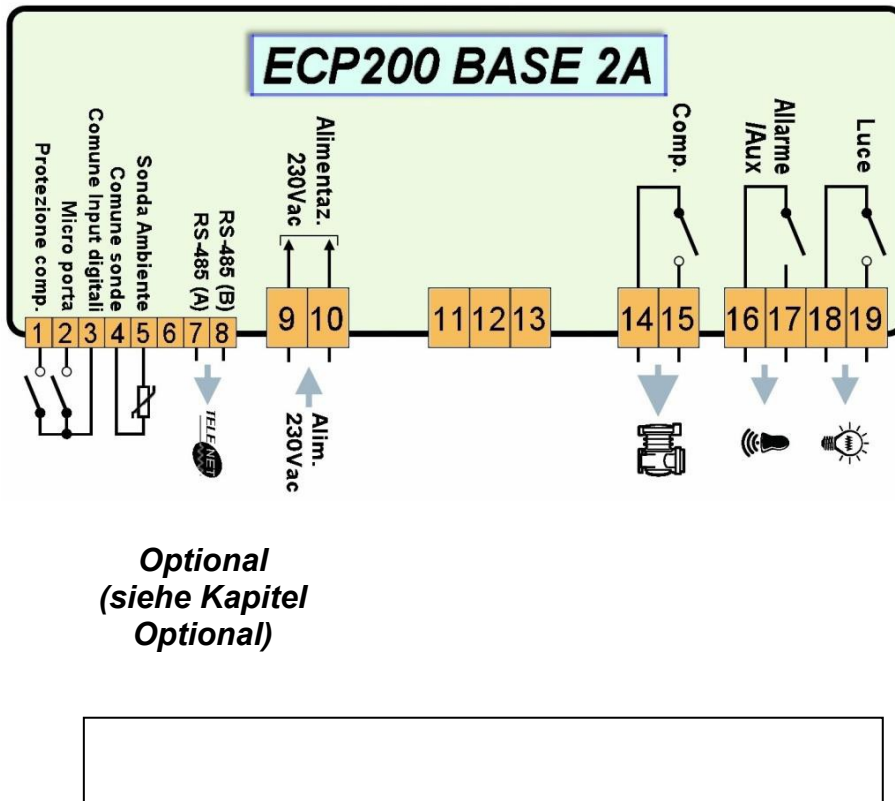 ECP200 BASE 2A
Protezione comp.
Micro porta
Comune Input digitali
Comune sonde
Sonda Ambiente
RS-485 (A)
RS-485 (B)
Alimentaz.
230Vac
Comp.
Allarme
/Aux
Luce
1 2 3 4 5 6 7 8
9 10
11 12 13
14 15
16 17 18 19
TELENET
Alim.
230Vac
Optional
(siehe Kapitel
Optional)